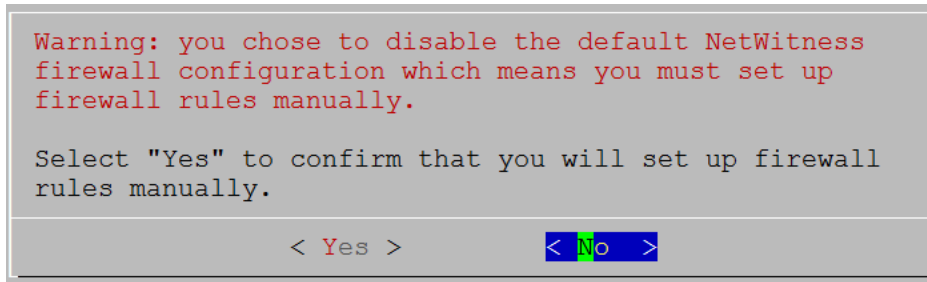 Warning: you chose to disable the default NetWitness
firewall configuration which means you must set up
firewall rules manually.
Select "Yes" to confirm that you will set up firewall
rules manually.
< Yes > < No >